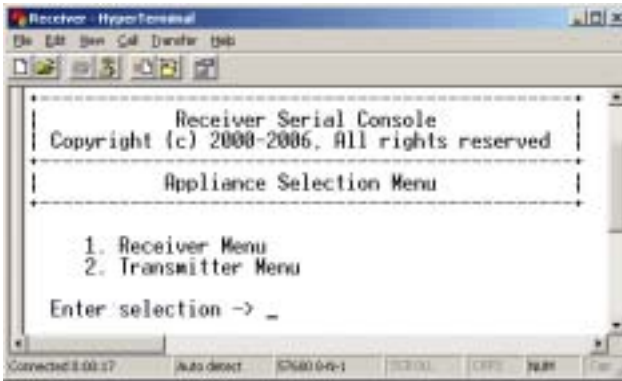 Receiver - HyperTerminal
File Edit View Call Transfer Help
Receiver Serial Console
Copyright (c) 2000-2006, All rights reserved
Appliance Selection Menu
1. Receiver Menu
2. Transmitter Menu
Enter selection -> _
Connected 0:00:17 Auto detect 57600 8-N-1 SCROLL CAPS NUM